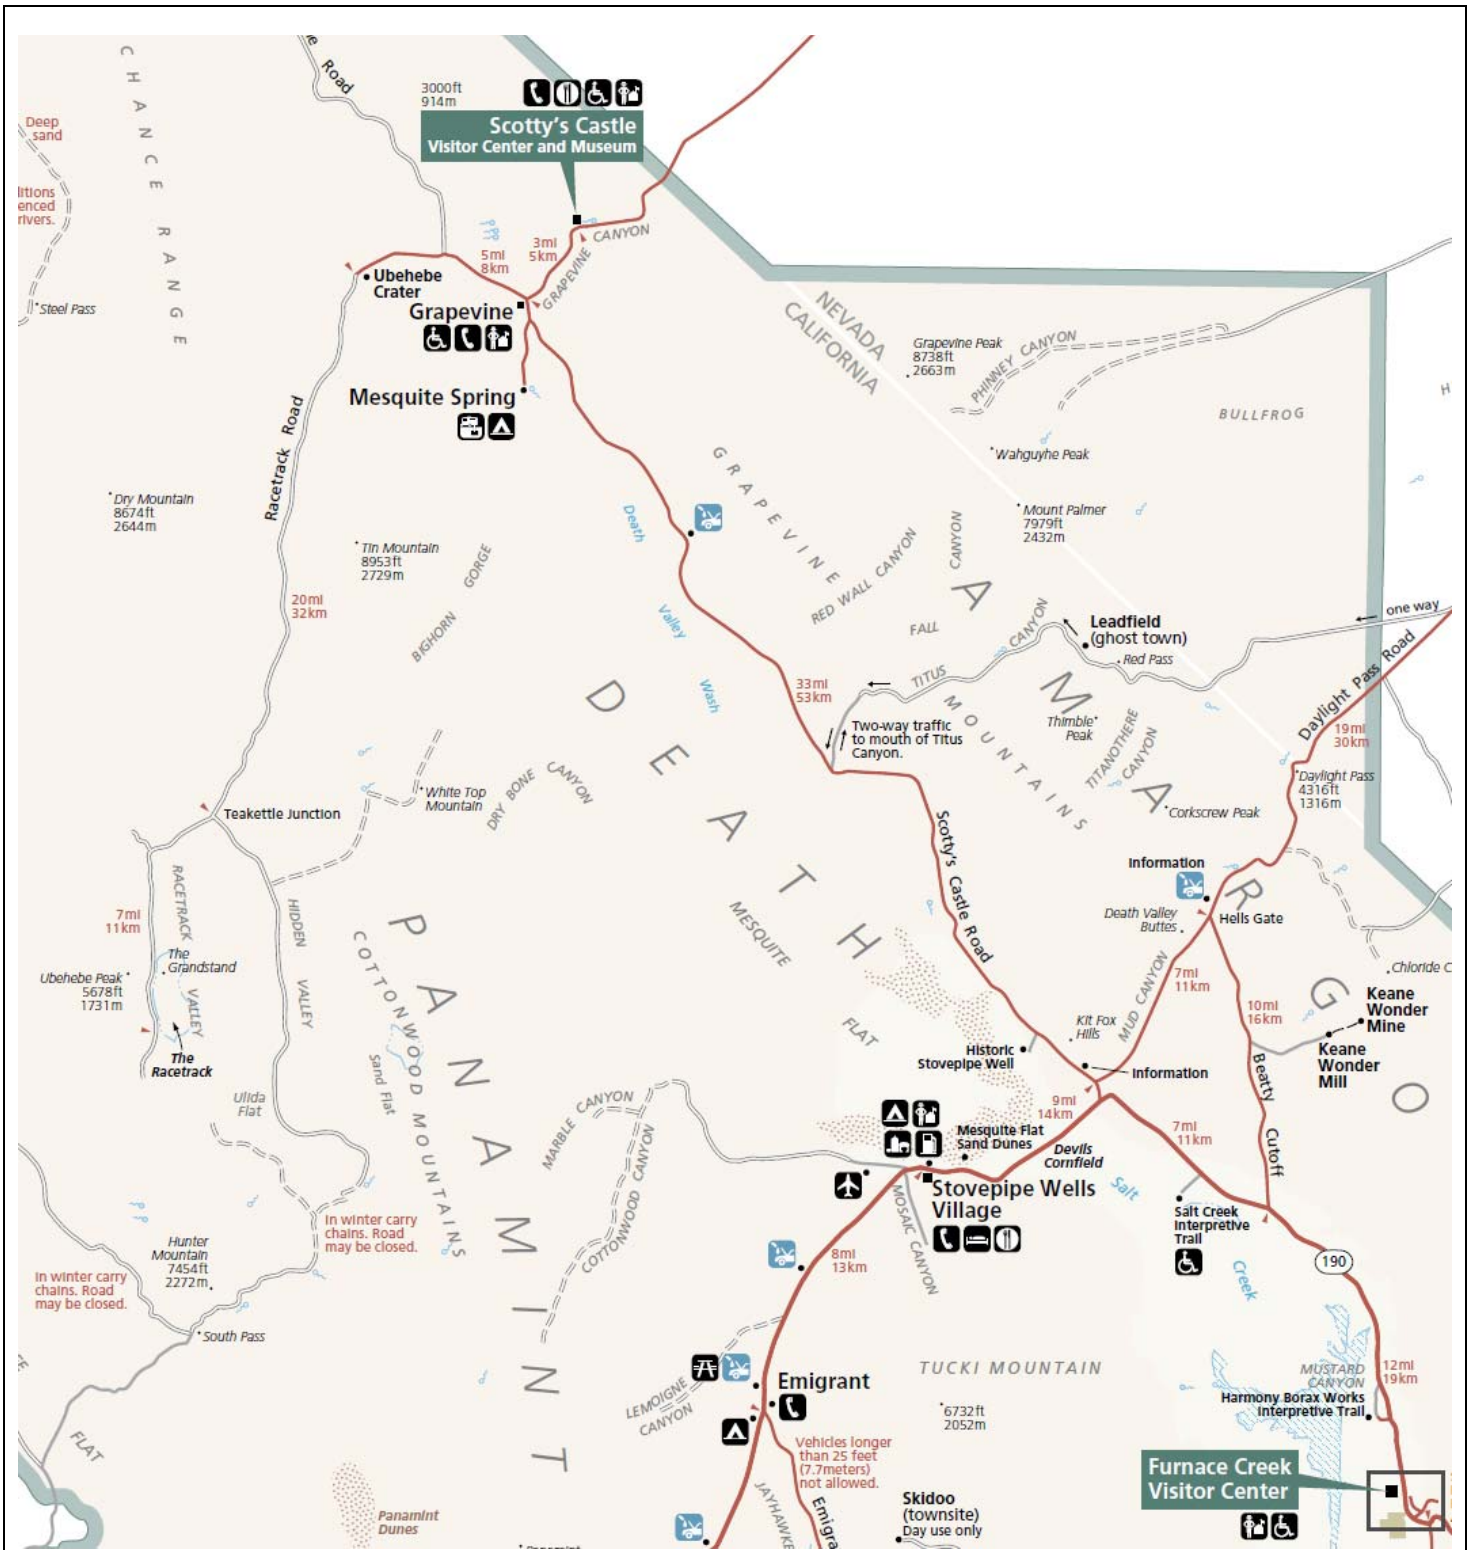 CHANCE RANGE
Road
3000ft
914m
Scotty's Castle
Visitor Center and Museum
Deep
sand
GRAPEVINE CANYON
3mi
5km
5mi
8km
Ubehebe
Crater
Grapevine
Steel Pass
NEVADA
CALIFORNIA
Grapevine Peak
8738ft
2663m
PHINNEY CANYON
Mesquite Spring
BULLFROG
H
Racetrack Road
Wahguyhe Peak
GRAPEVINE MOUNTAINS
Dry Mountain
8674ft
2644m
Mount Palmer
7979ft
2432m
Tin Mountain
8953ft
2729m
BIGHORN GORGE
Death Valley Wash
RED WALL CANYON
FALL CANYON
20mi
32km
one way
Leadfield
(ghost town)
Red Pass
TITUS CANYON
Daylight Pass Road
33mi
53km
DEATH
AMARGO
Two-way traffic
to mouth of Titus
Canyon.
Thimble
Peak
TITANOTHERE
CANYON
19mi
30km
Daylight Pass
4316ft
1316m
White Top
Mountain
DRY BONE CANYON
Corkscrew Peak
Teakettle Junction
Scotty's Castle Road
Information
Death Valley
Buttes
Hells Gate
RACETRACK VALLEY
HIDDEN VALLEY
7mi
11km
PANAMINT
COTTONWOOD MOUNTAINS
MESQUITE FLAT
The
Grandstand
Ubehebe Peak
5678ft
1731m
MUD CANYON
7mi
11km
10mi
16km
Keane
Wonder
Mine
Keane
Wonder
Mill
Kit Fox
Hills
Historic
Stovepipe Well
Information
The
Racetrack
Sand Flat
Ulida
Flat
Beatty Cutoff
MARBLE CANYON
COTTONWOOD CANYON
9mi
14km
Mesquite Flat
Sand Dunes
Devils
Cornfield
7mi
11km
Stovepipe Wells
Village
Salt Creek
MOSAIC CANYON
Salt Creek
Interpretive
Trail
Hunter
Mountain
7454ft
2272m
In winter carry
chains. Road
may be closed.
In winter carry
chains. Road
may be closed.
8mi
13km
190
South Pass
TUCKI MOUNTAIN
6732ft
2052m
MUSTARD
CANYON
12mi
19km
Harmony Borax Works
Interpretive Trail
Emigrant
LEMOIGNE
CANYON
FLAT
Vehicles longer
than 25 feet
(7.7meters)
not allowed.
Furnace Creek
Visitor Center
Panamint
Dunes
Skidoo
(townsite)
Day use only